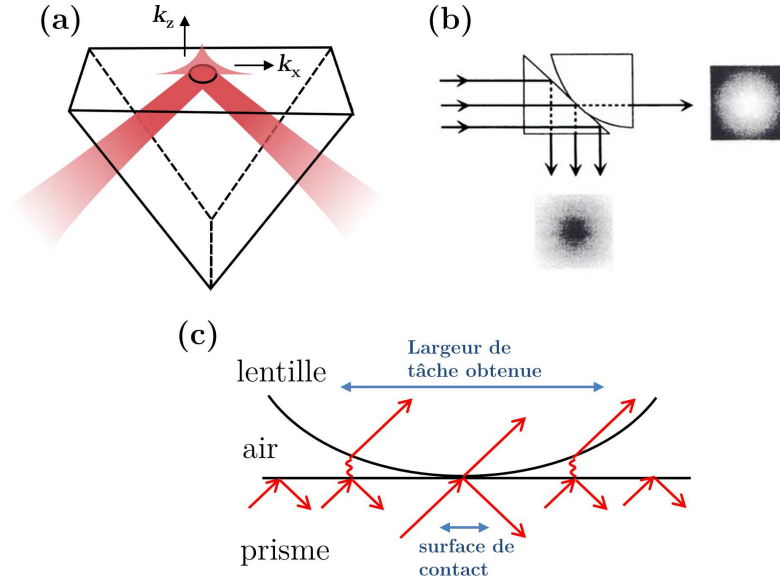 (a)
k_z
k_x
(b)
(c)
Largeur de
tâche obtenue
lentille
air
prisme
surface de
contact